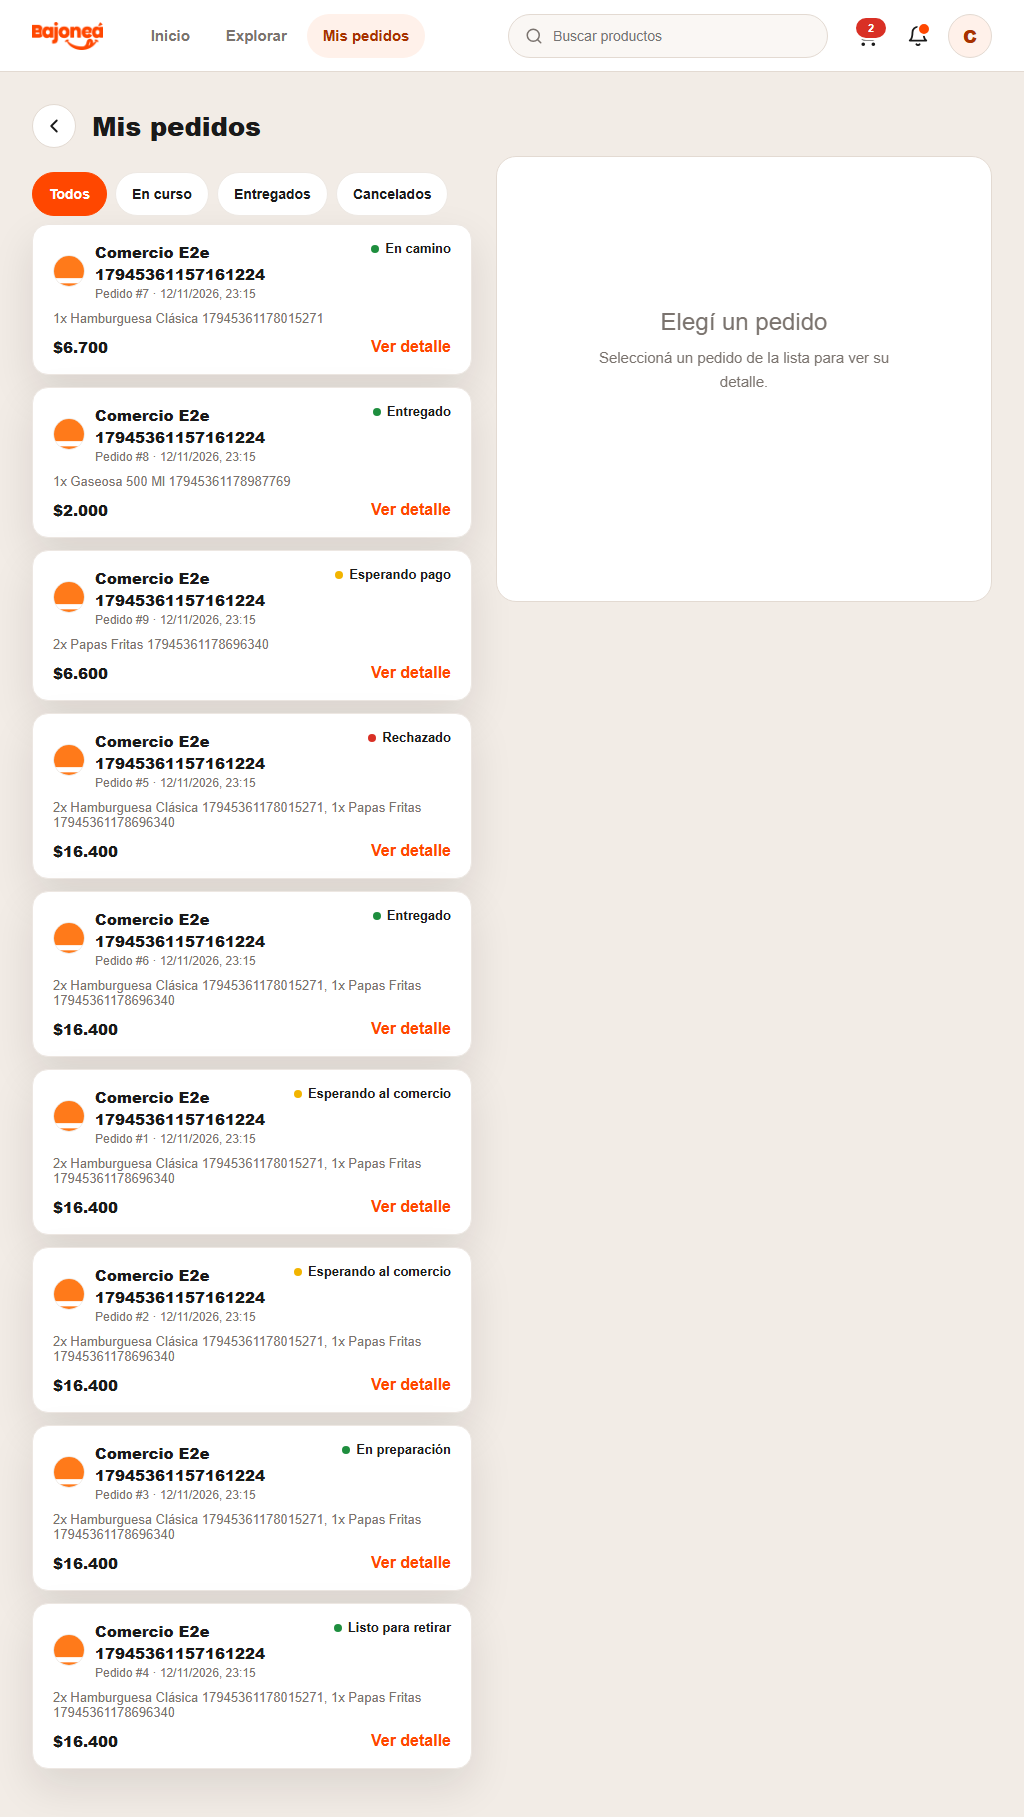 Bajoneá
Inicio
Explorar
Mis pedidos
Buscar productos
2
C
Mis pedidos
Todos
En curso
Entregados
Cancelados
Comercio E2e
17945361157161224
En camino
Pedido #7 · 12/11/2026, 23:15
1x Hamburguesa Clásica 17945361178015271
$6.700
Ver detalle
Comercio E2e
17945361157161224
Entregado
Pedido #8 · 12/11/2026, 23:15
1x Gaseosa 500 Ml 17945361178987769
$2.000
Ver detalle
Comercio E2e
17945361157161224
Esperando pago
Pedido #9 · 12/11/2026, 23:15
2x Papas Fritas 17945361178696340
$6.600
Ver detalle
Comercio E2e
17945361157161224
Rechazado
Pedido #5 · 12/11/2026, 23:15
2x Hamburguesa Clásica 17945361178015271, 1x Papas Fritas
17945361178696340
$16.400
Ver detalle
Comercio E2e
17945361157161224
Entregado
Pedido #6 · 12/11/2026, 23:15
2x Hamburguesa Clásica 17945361178015271, 1x Papas Fritas
17945361178696340
$16.400
Ver detalle
Comercio E2e
17945361157161224
Esperando al comercio
Pedido #1 · 12/11/2026, 23:15
2x Hamburguesa Clásica 17945361178015271, 1x Papas Fritas
17945361178696340
$16.400
Ver detalle
Comercio E2e
17945361157161224
Esperando al comercio
Pedido #2 · 12/11/2026, 23:15
2x Hamburguesa Clásica 17945361178015271, 1x Papas Fritas
17945361178696340
$16.400
Ver detalle
Comercio E2e
17945361157161224
En preparación
Pedido #3 · 12/11/2026, 23:15
2x Hamburguesa Clásica 17945361178015271, 1x Papas Fritas
17945361178696340
$16.400
Ver detalle
Comercio E2e
17945361157161224
Listo para retirar
Pedido #4 · 12/11/2026, 23:15
2x Hamburguesa Clásica 17945361178015271, 1x Papas Fritas
17945361178696340
$16.400
Ver detalle
Elegí un pedido
Seleccioná un pedido de la lista para ver su
detalle.